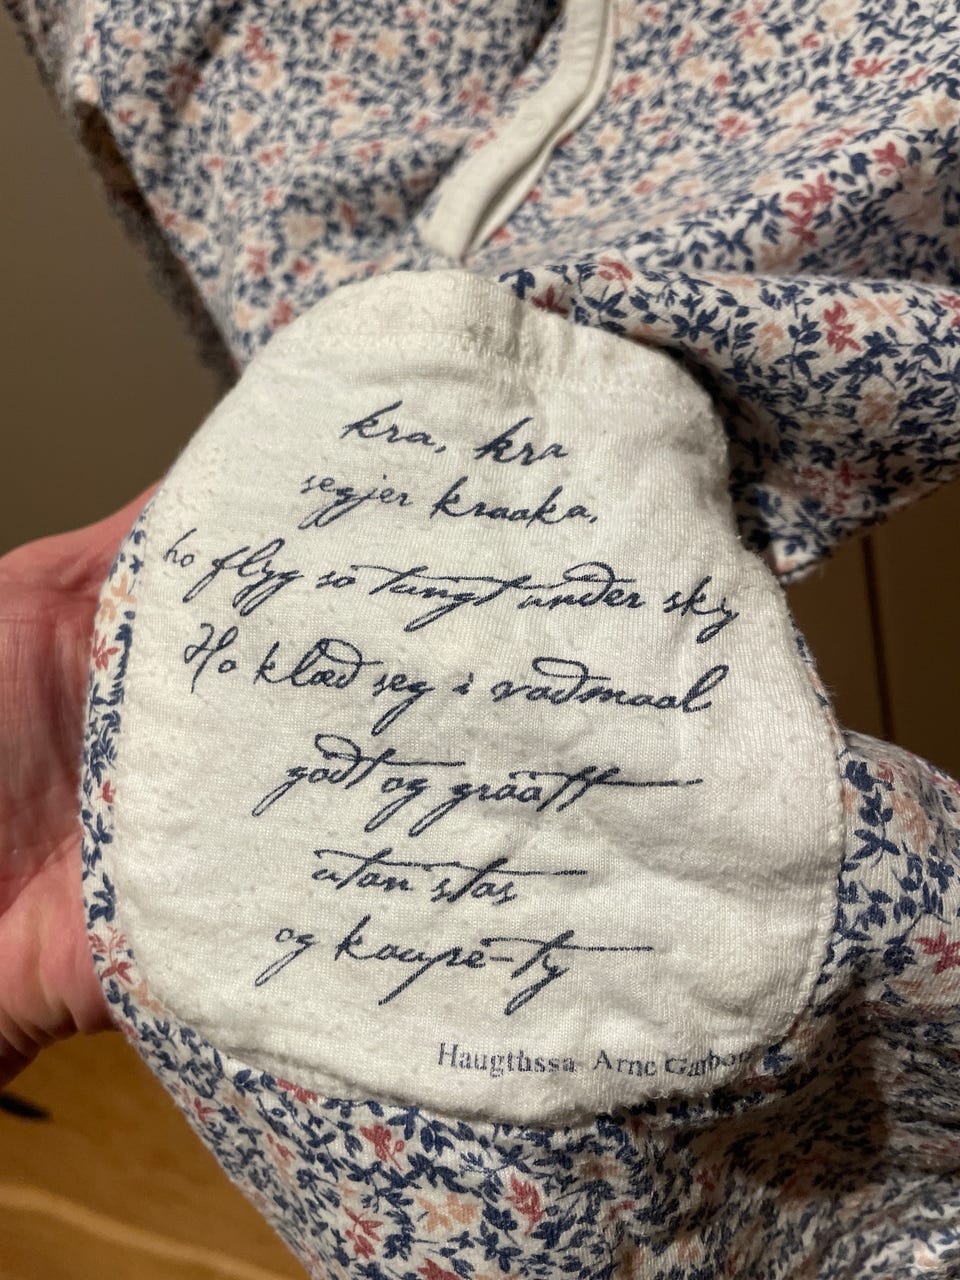 kra, kra
segjer kraaka,
ho flyg so tungt under sky
Ho klæd seg i vadmaal
godt og graatt
utan stas
og kaupe-ty
Haugtussa Arne Garborg